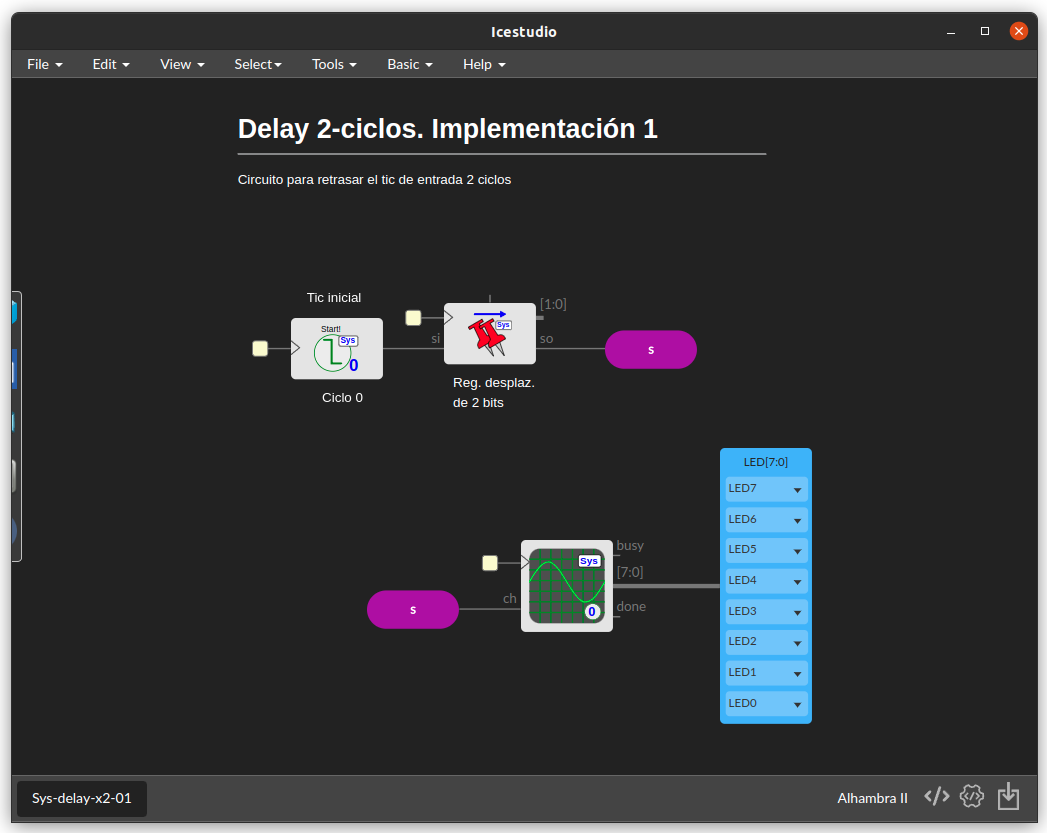 Icestudio
File Edit View Select Tools Basic Help
Delay 2-ciclos. Implementación 1
Circuito para retrasar el tic de entrada 2 ciclos
Tic inicial
Start!
Sys
0
Ciclo 0
si
Sys
[1:0]
so
Reg. desplaz.
de 2 bits
s
s
ch
Sys
0
busy
[7:0]
done
LED[7:0]
LED7
LED6
LED5
LED4
LED3
LED2
LED1
LED0
Sys-delay-x2-01
Alhambra II